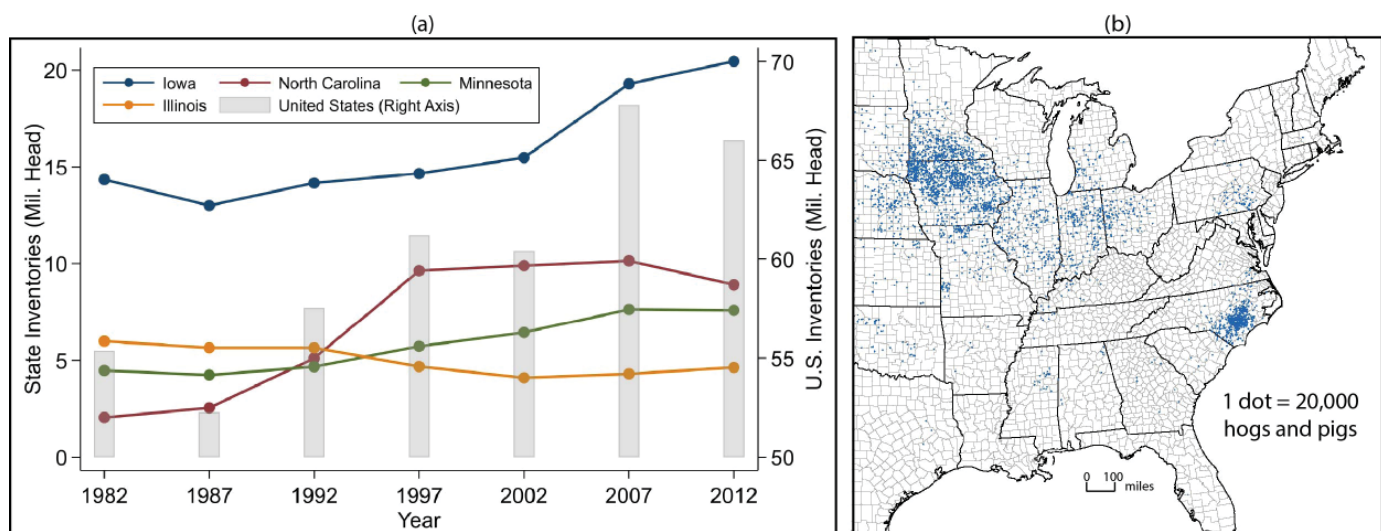 (a)
20
15
10
5
0
State Inventories (Mil. Head)
Iowa
North Carolina
Minnesota
Illinois
United States (Right Axis)
70
65
60
55
50
U.S. Inventories (Mil. Head)
1982 1987 1992 1997 2002 2007 2012
Year
(b)
1 dot = 20,000
hogs and pigs
0 100 miles